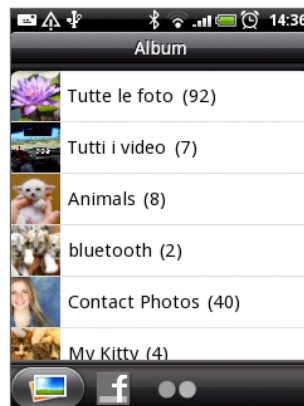 14:36
Album
Tutte le foto (92)
Tutti i video (7)
Animals (8)
bluetooth (2)
Contact Photos (40)
My Kitty (4)
f